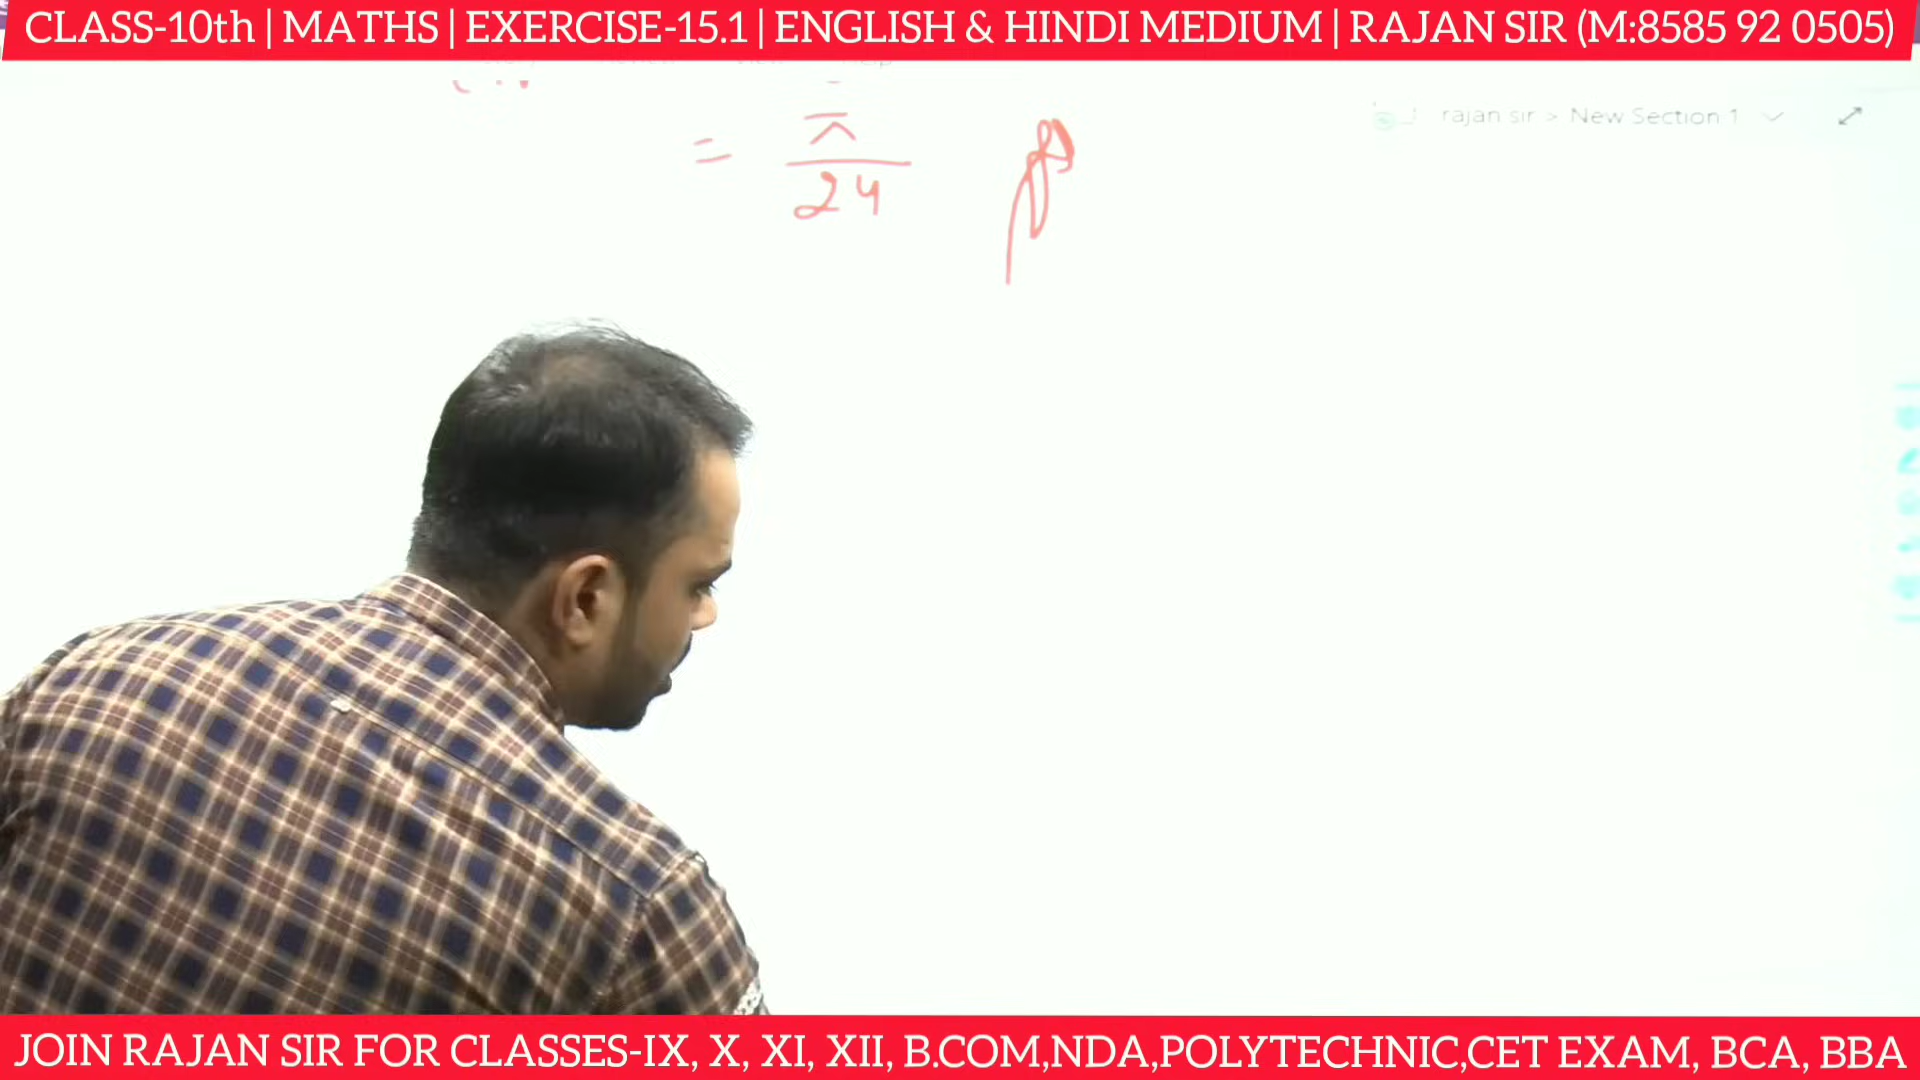 CLASS-10th | MATHS | EXERCISE-15.1 | ENGLISH & HINDI MEDIUM | RAJAN SIR (M:8585 92 0505)
rajan sir > New Section 1
= π/24
JOIN RAJAN SIR FOR CLASSES-IX, X, XI, XII, B.COM,NDA,POLYTECHNIC,CET EXAM, BCA, BBA